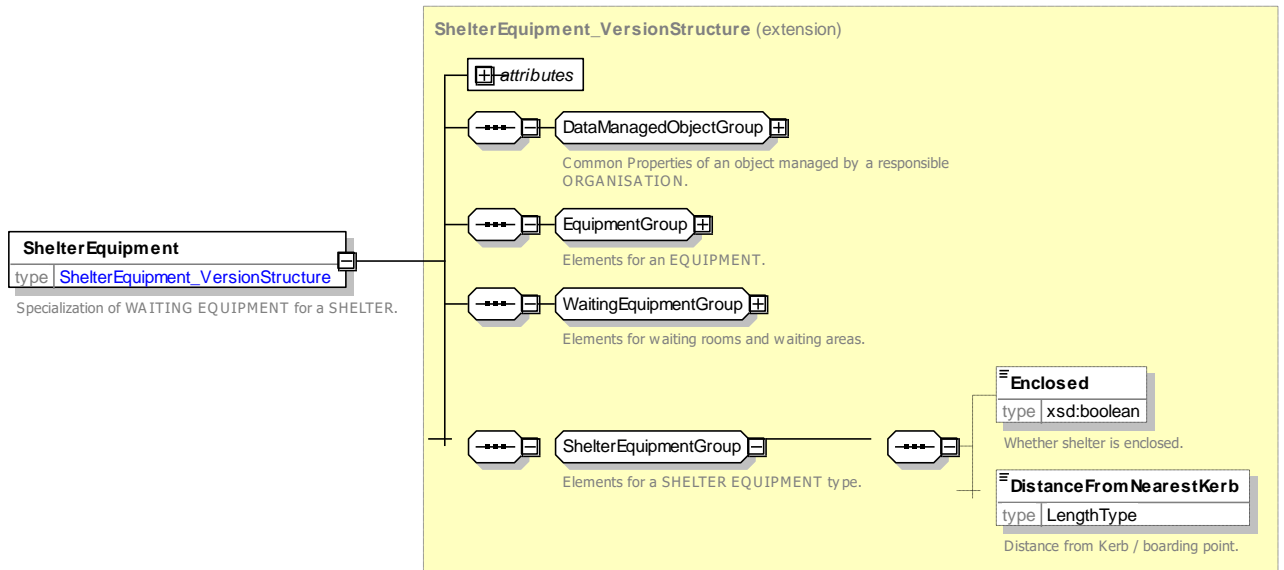 ShelterEquipment_VersionStructure (extension)
attributes
DataManagedObjectGroup
Common Properties of an object managed by a responsible
ORGANISATION.
EquipmentGroup
Elements for an EQUIPMENT.
ShelterEquipment
type ShelterEquipment_VersionStructure
Specialization of WAITING EQUIPMENT for a SHELTER.
WaitingEquipmentGroup
Elements for waiting rooms and waiting areas.
ShelterEquipmentGroup
Elements for a SHELTER EQUIPMENT type.
Enclosed
type xsd:boolean
Whether shelter is enclosed.
DistanceFromNearestKerb
type LengthType
Distance from Kerb / boarding point.